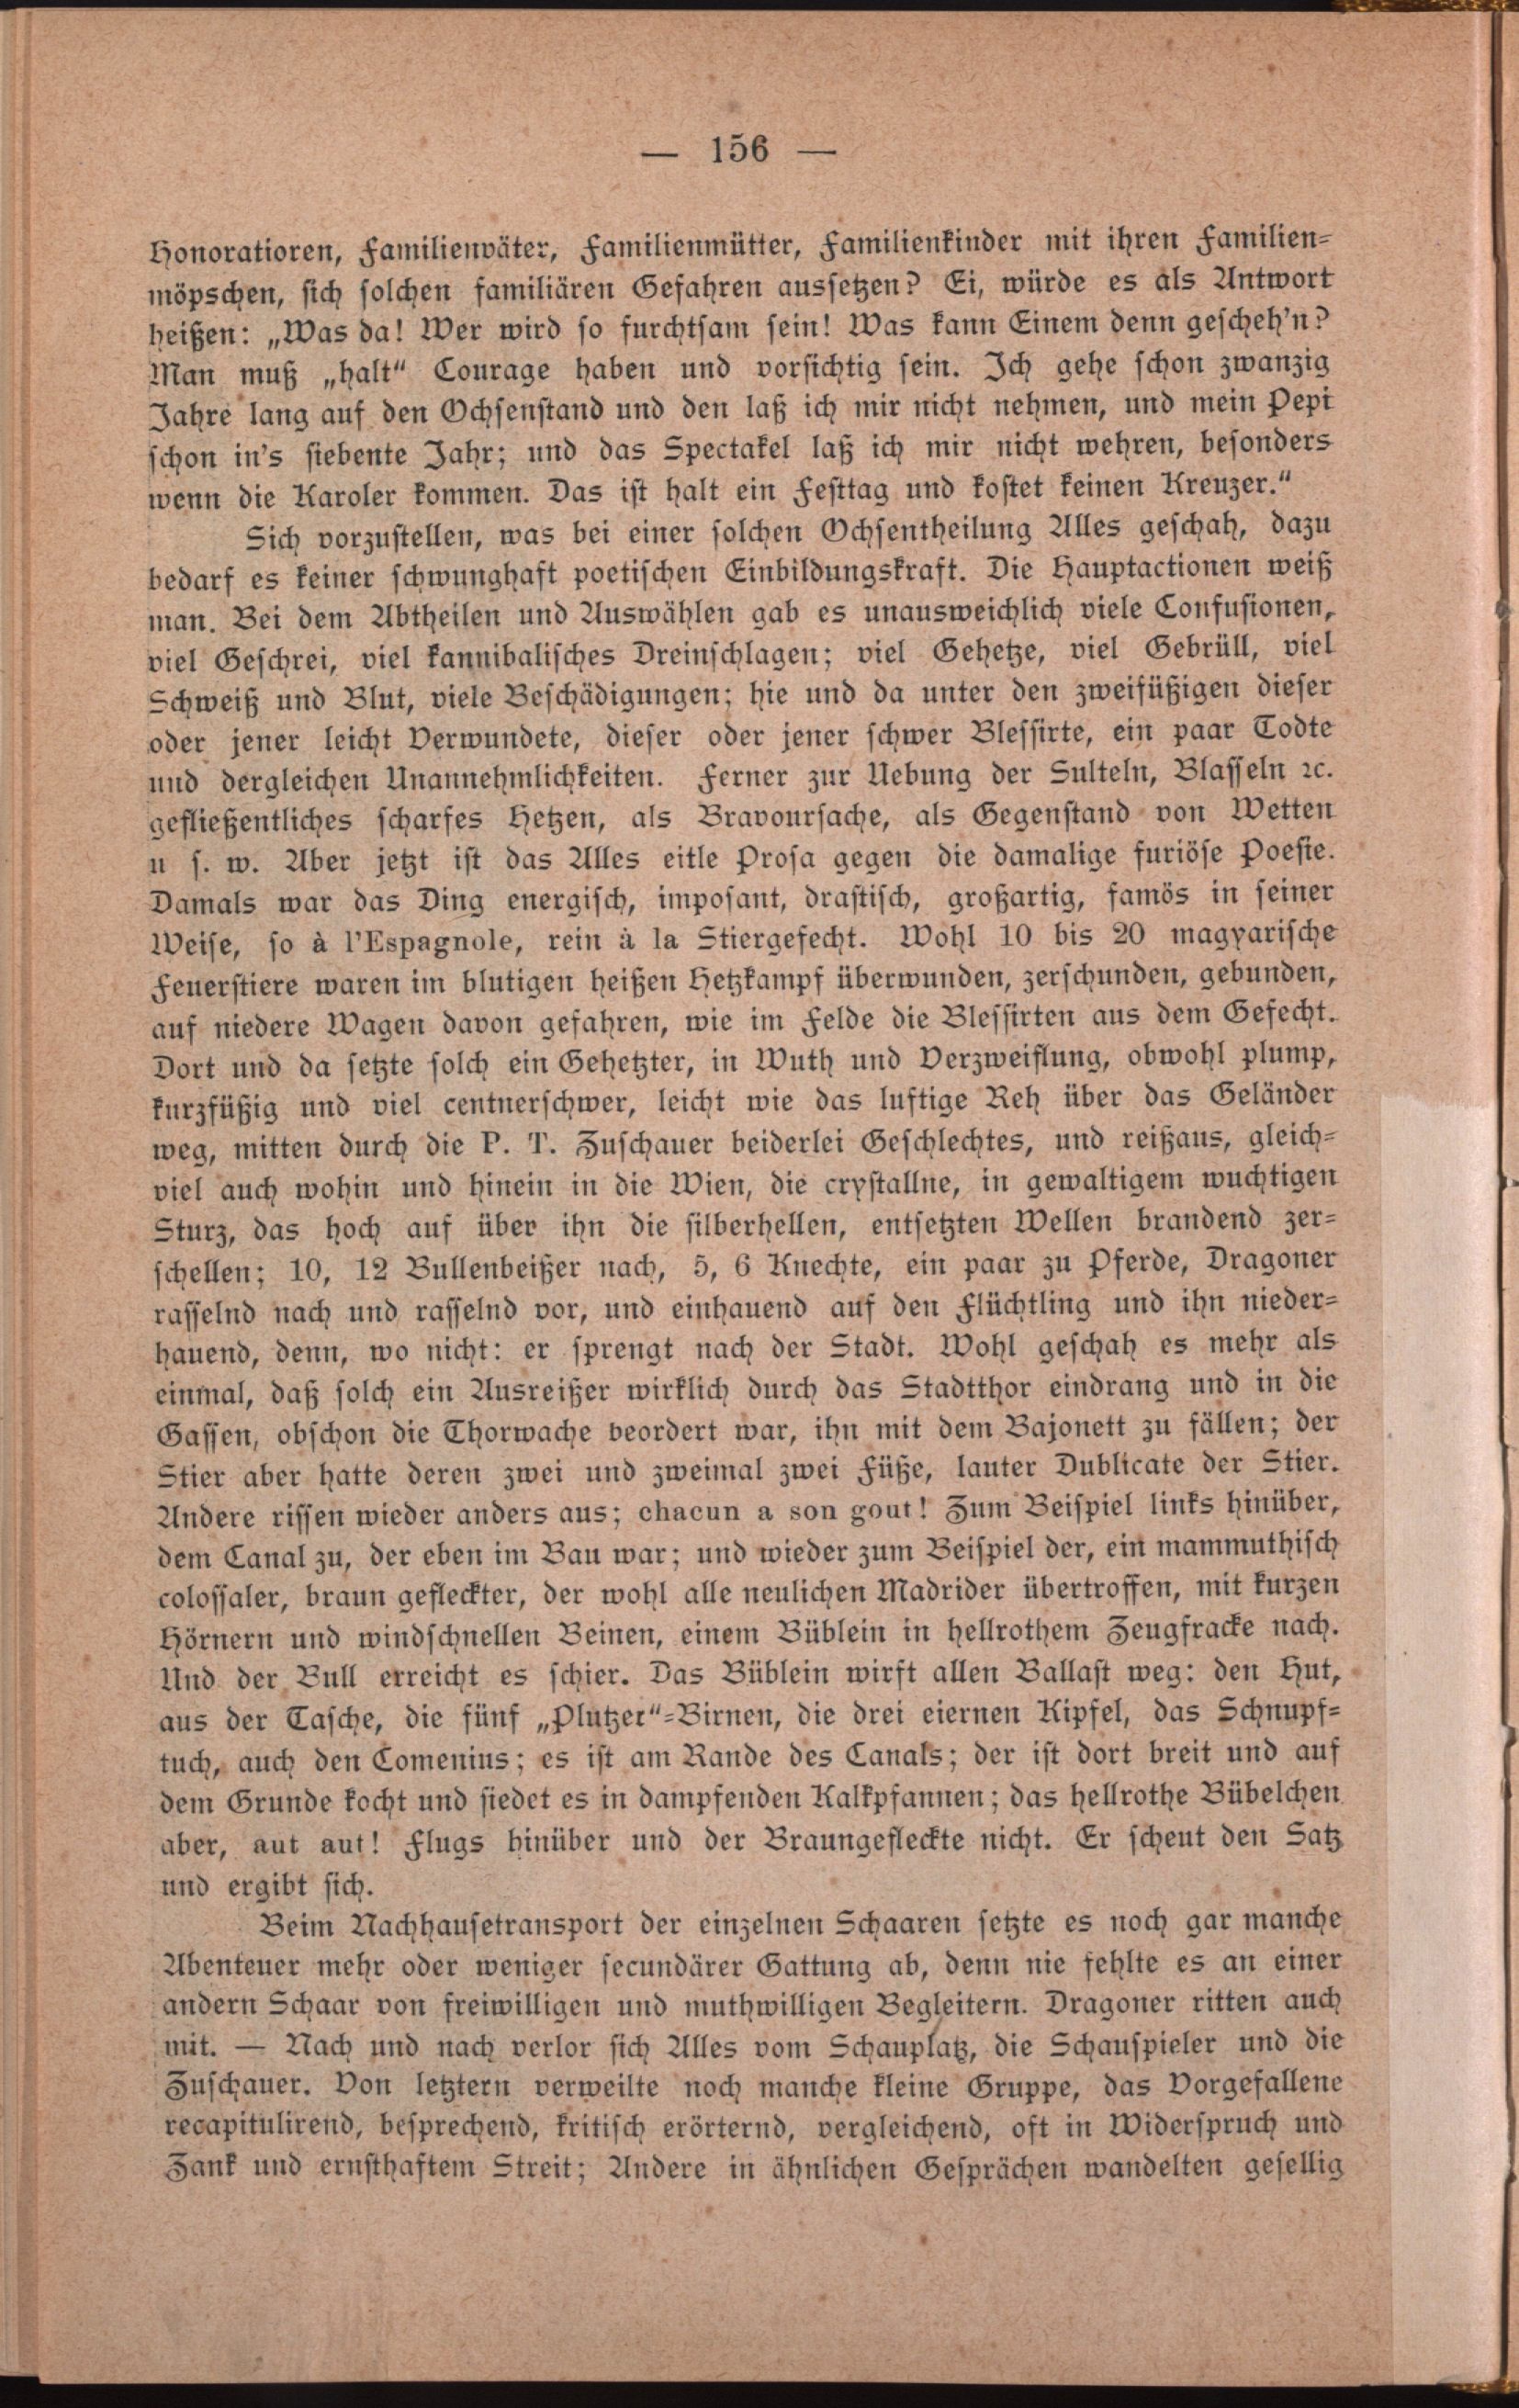 — 156 —
Honoratioren, Familienväter, Familienmütter, Familienkinder mit ihren Familien-
möpschen, sich solchen familiären Gefahren aussetzen? Ei, würde es als Antwort
heißen: „Was da! Wer wird so furchtsam sein! Was kann Einem denn gescheh'n?
Man muß „halt“ Courage haben und vorsichtig sein. Ich gehe schon zwanzig
Jahre lang auf den Ochsenstand und den laß ich mir nicht nehmen, und mein Pepi
schon in's siebente Jahr; und das Spectakel laß ich mir nicht wehren, besonders
wenn die Karoler kommen. Das ist halt ein Festtag und kostet keinen Kreuzer.“
Sich vorzustellen, was bei einer solchen Ochsentheilung Alles geschah, dazu
bedarf es keiner schwunghaft poetischen Einbildungskraft. Die Hauptactionen weiß
man. Bei dem Abtheilen und Auswählen gab es unausweichlich viele Confusionen,
viel Geschrei, viel kannibalisches Dreinschlagen; viel Gehetze, viel Gebrüll, viel
Schweiß und Blut, viele Beschädigungen; hie und da unter den zweifüßigen dieser
oder jener leicht Verwundete, dieser oder jener schwer Blessirte, ein paar Todte
und dergleichen Unannehmlichkeiten. Ferner zur Uebung der Sulteln, Blasseln ꝛc.
gefließentliches scharfes Hetzen, als Bravoursache, als Gegenstand von Wetten
u s. w. Aber jetzt ist das Alles eitle Prosa gegen die damalige furiöse Poesie.
Damals war das Ding energisch, imposant, drastisch, großartig, famös in seiner
Weise, so à l'Espagnole, rein à la Stiergefecht. Wohl 10 bis 20 magyarische
Feuerstiere waren im blutigen heißen Hetzkampf überwunden, zerschunden, gebunden,
auf niedere Wagen davon gefahren, wie im Felde die Blessirten aus dem Gefecht.
Dort und da setzte solch ein Gehetzter, in Wuth und Verzweiflung, obwohl plump,
kurzfüßig und viel centnerschwer, leicht wie das luftige Reh über das Geländer
weg, mitten durch die P. T. Zuschauer beiderlei Geschlechtes, und reißaus, gleich-
viel auch wohin und hinein in die Wien, die crystallne, in gewaltigem wuchtigen
Sturz, das hoch auf über ihn die silberhellen, entsetzten Wellen brandend zer-
schellen; 10, 12 Bullenbeißer nach, 5, 6 Knechte, ein paar zu Pferde, Dragoner
rasselnd nach und rasselnd vor, und einhauend auf den Flüchtling und ihn nieder-
hauend, denn, wo nicht: er sprengt nach der Stadt. Wohl geschah es mehr als
einmal, daß solch ein Ausreißer wirklich durch das Stadtthor eindrang und in die
Gassen, obschon die Thorwache beordert war, ihn mit dem Bajonett zu fällen; der
Stier aber hatte deren zwei und zweimal zwei Füße, lauter Dublicate der Stier.
Andere rissen wieder anders aus; chacun a son gout! Zum Beispiel links hinüber,
dem Canal zu, der eben im Bau war; und wieder zum Beispiel der, ein mammuthisch
colossaler, braun gefleckter, der wohl alle neulichen Madrider übertroffen, mit kurzen
Hörnern und windschnellen Beinen, einem Büblein in hellrothem Zeugfracke nach.
Und der Bull erreicht es schier. Das Büblein wirft allen Ballast weg: den Hut,
aus der Tasche, die fünf „Plutzer“-Birnen, die drei eiernen Kipfel, das Schnupf-
tuch, auch den Comenius; es ist am Rande des Canals; der ist dort breit und auf
dem Grunde kocht und siedet es in dampfenden Kalkpfannen; das hellrothe Bübelchen
aber, aut aut! Flugs hinüber und der Braungefleckte nicht. Er scheut den Satz
und ergibt sich.
Beim Nachhausetransport der einzelnen Schaaren setzte es noch gar manche
Abenteuer mehr oder weniger secundärer Gattung ab, denn nie fehlte es an einer
andern Schaar von freiwilligen und muthwilligen Begleitern. Dragoner ritten auch
mit. — Nach und nach verlor sich Alles vom Schauplatz, die Schauspieler und die
Zuschauer. Von letztern verweilte noch manche kleine Gruppe, das Vorgefallene
recapitulirend, besprechend, kritisch erörternd, vergleichend, oft in Widerspruch und
Zank und ernsthaftem Streit; Andere in ähnlichen Gesprächen wandelten gesellig